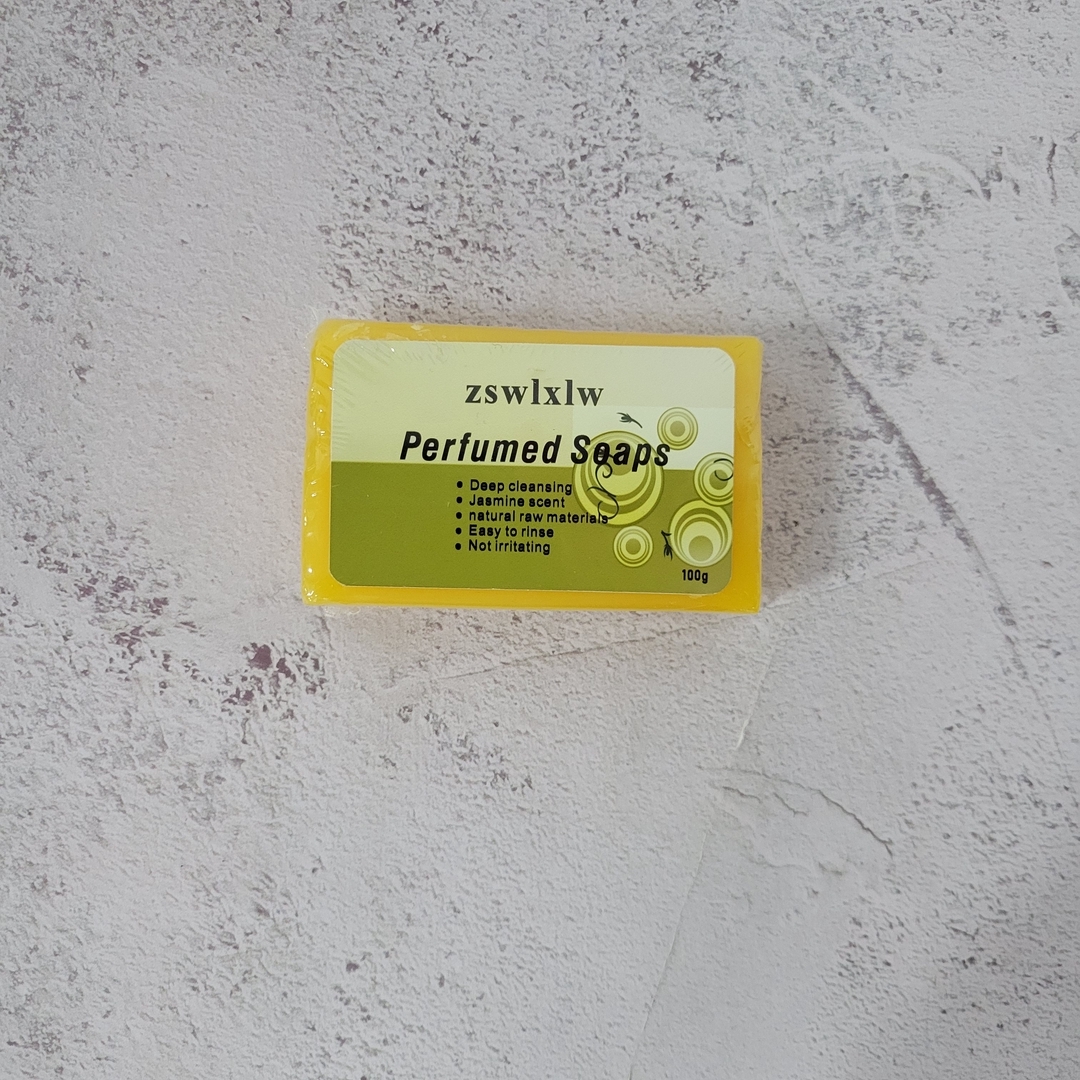 zswlxlw
Perfumed Soaps
• Deep cleansing
• Jasmine scent
• natural raw materials
• Easy to rinse
• Not irritating
100g